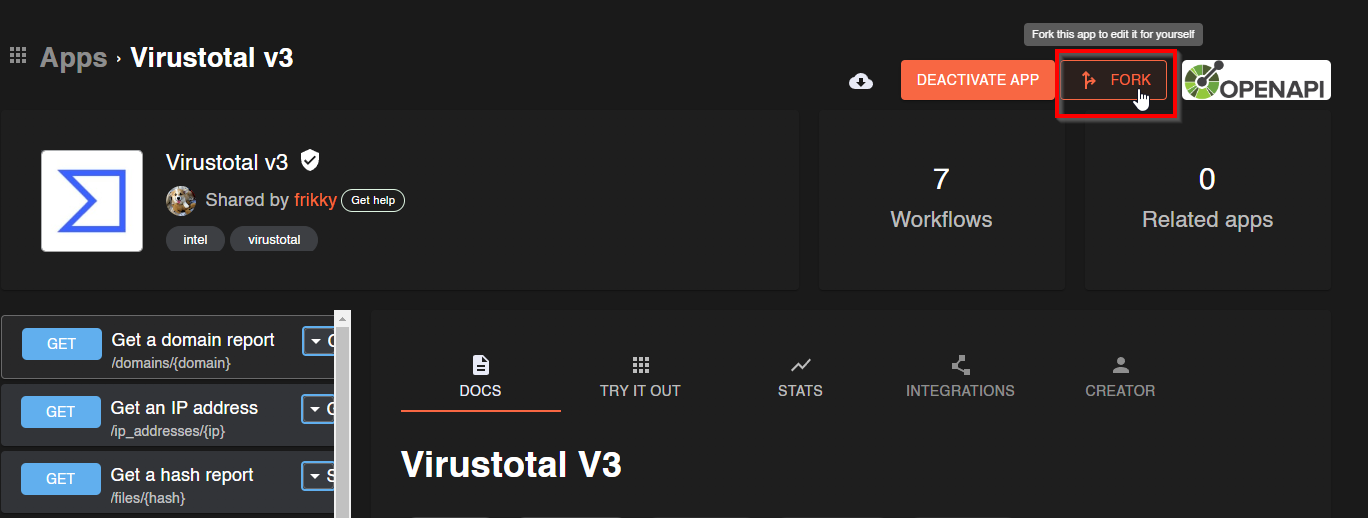 Fork this app to edit it for yourself
Apps › Virustotal v3
DEACTIVATE APP
FORK
OPENAPI
Virustotal v3
Shared by frikky
Get help
intel
virustotal
7
Workflows
0
Related apps
GET
Get a domain report
/domains/{domain}
GET
Get an IP address
/ip_addresses/{ip}
GET
Get a hash report
/files/{hash}
DOCS
TRY IT OUT
STATS
INTEGRATIONS
CREATOR
Virustotal V3